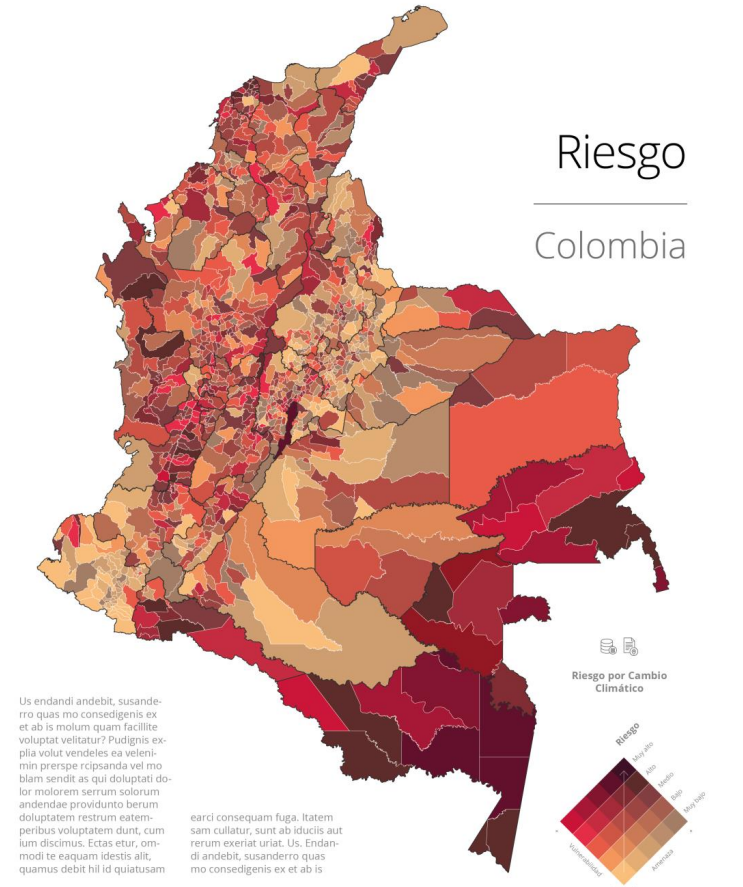 Riesgo
Colombia
Riesgo por Cambio
Climático
Riesgo
Muy alto
Alto
Medio
Bajo
Muy bajo
Vulnerabilidad
Amenaza
Us endandi andebit, susande-
rro quas mo consedigenis ex
et ab is molum quam facillite
voluptat velitatur? Pudignis ex-
plia volut vendeles ea veleni-
min prerspe rcipsanda vel mo
blam sendit as qui doluptati do-
lor molorem serrum solorum
andendae providunto berum
doluptatem restrum eatem-
peribus voluptatem dunt, cum
ium discimus. Ectas etur, om-
modi te eaquam idestis alit,
quamus debit hil id quiatusam
earci consequam fuga. Itatem
sam cullatur, sunt ab iduciis aut
rerum exeriat uriat. Us. Endan-
di andebit, susanderro quas
mo consedigenis ex et ab is